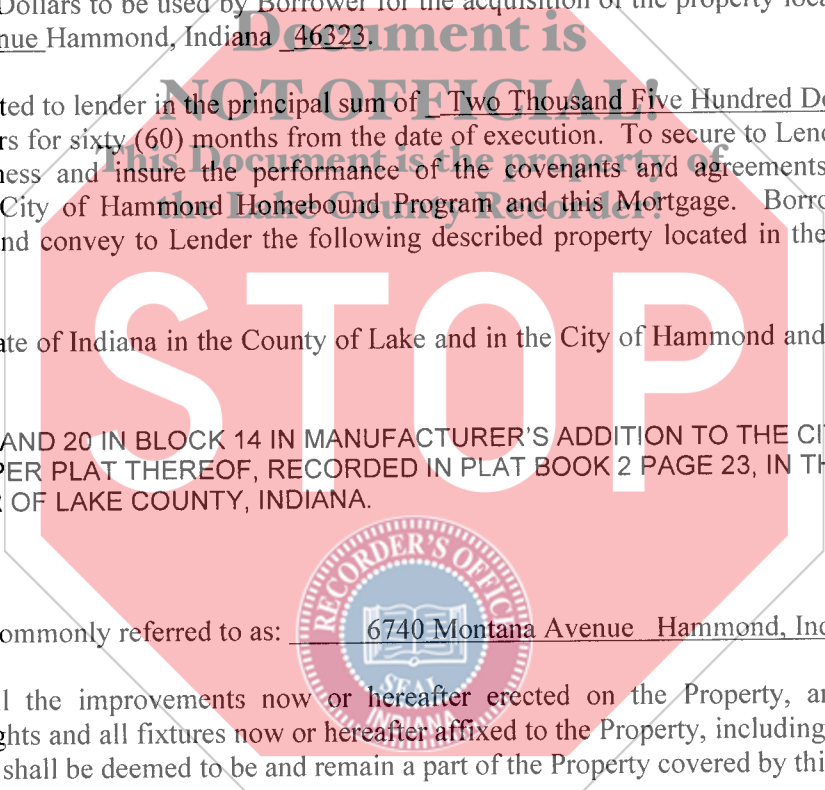 Dollars to be used by Borrower for the acquisition of the property loca
nue Hammond, Indiana 46323.
Document is
NOT OFFICIAL!
ted to lender in the principal sum of Two Thousand Five Hundred Do
rs for sixty (60) months from the date of execution. To secure to Lend
This Document is the property of
ness and insure the performance of the covenants and agreements
the Lake County Recorder!
City of Hammond Homebound Program and this Mortgage. Borro
nd convey to Lender the following described property located in the
STOP
ate of Indiana in the County of Lake and in the City of Hammond and
AND 20 IN BLOCK 14 IN MANUFACTURER'S ADDITION TO THE CI
PER PLAT THEREOF, RECORDED IN PLAT BOOK 2 PAGE 23, IN TH
R OF LAKE COUNTY, INDIANA.
RECORDER'S OFFICE
ommonly referred to as: 6740 Montana Avenue Hammond, Ind
SEAL
INDIANA
l the improvements now or hereafter erected on the Property, an
ghts and all fixtures now or hereafter affixed to the Property, including
shall be deemed to be and remain a part of the Property covered by thi